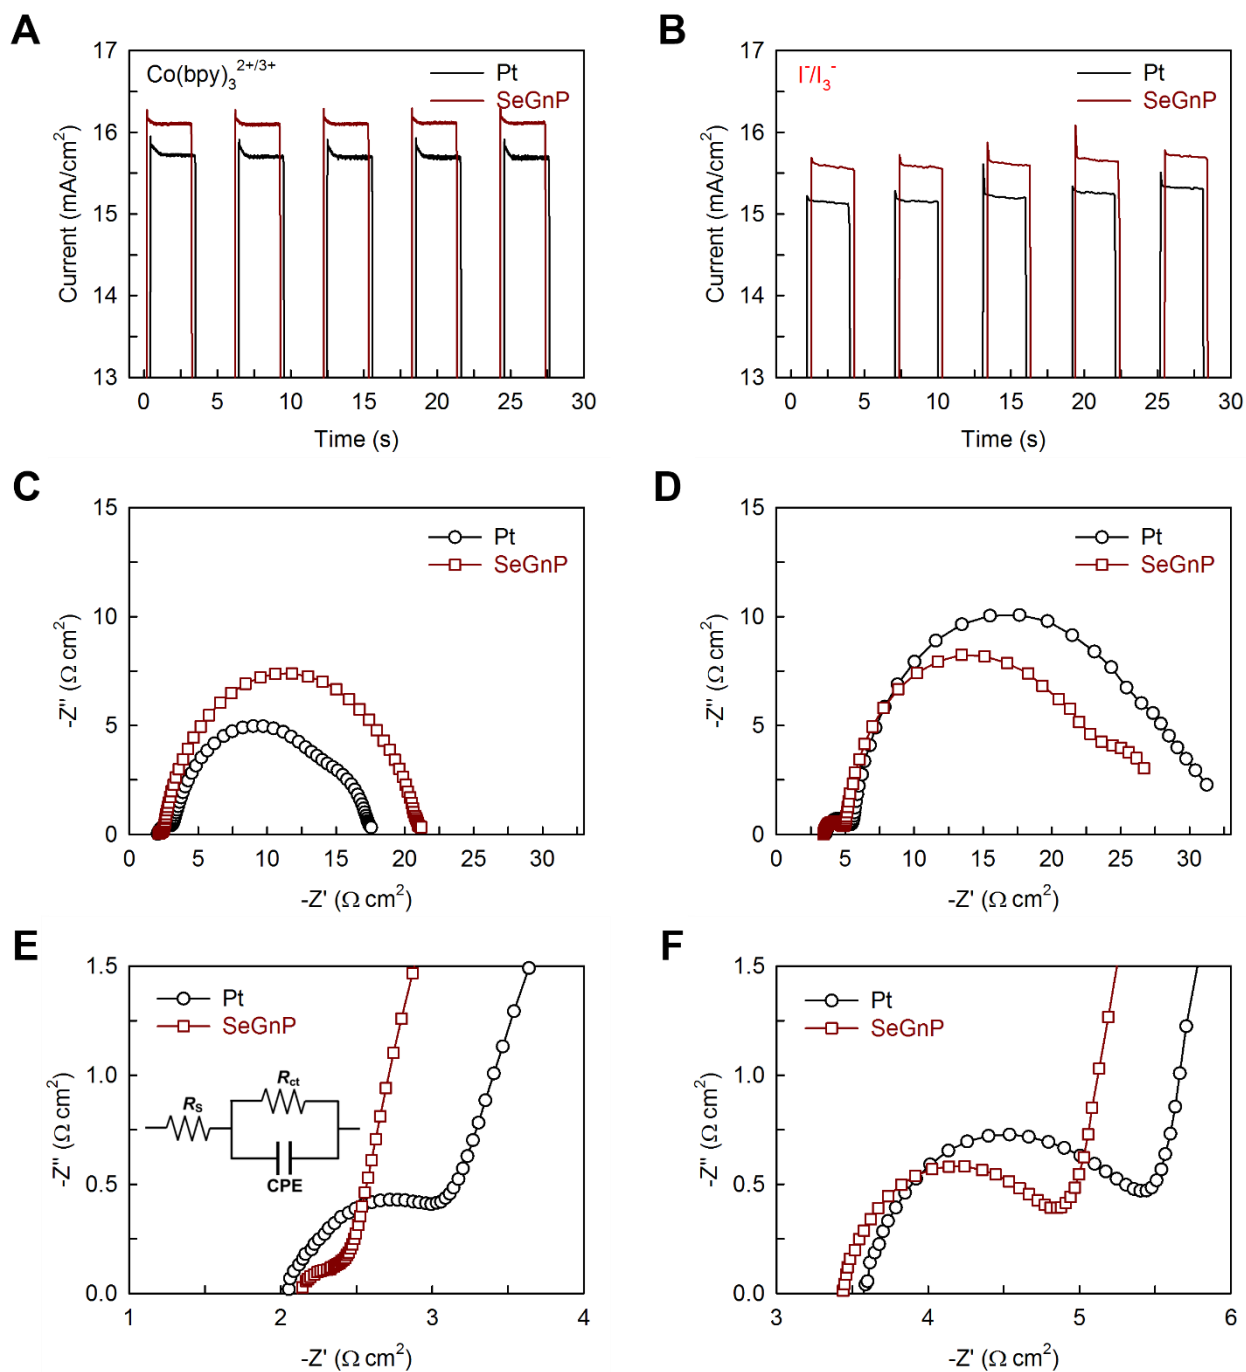 A
17
16
15
14
13
Current (mA/cm²)
Co(bpy)₃²⁺/³⁺
Pt
SeGnP
0 5 10 15 20 25 30
Time (s)
B
17
16
15
14
13
Current (mA/cm²)
I⁻/I₃⁻
Pt
SeGnP
0 5 10 15 20 25 30
Time (s)
C
15
10
5
0
-Z'' (Ω cm²)
Pt
SeGnP
0 5 10 15 20 25 30
-Z' (Ω cm²)
D
15
10
5
0
-Z'' (Ω cm²)
Pt
SeGnP
0 5 10 15 20 25 30
-Z' (Ω cm²)
E
1.5
1.0
0.5
0.0
-Z'' (Ω cm²)
Pt
SeGnP
Rct
RS
CPE
1 2 3 4
-Z' (Ω cm²)
F
1.5
1.0
0.5
0.0
-Z'' (Ω cm²)
Pt
SeGnP
3 4 5 6
-Z' (Ω cm²)